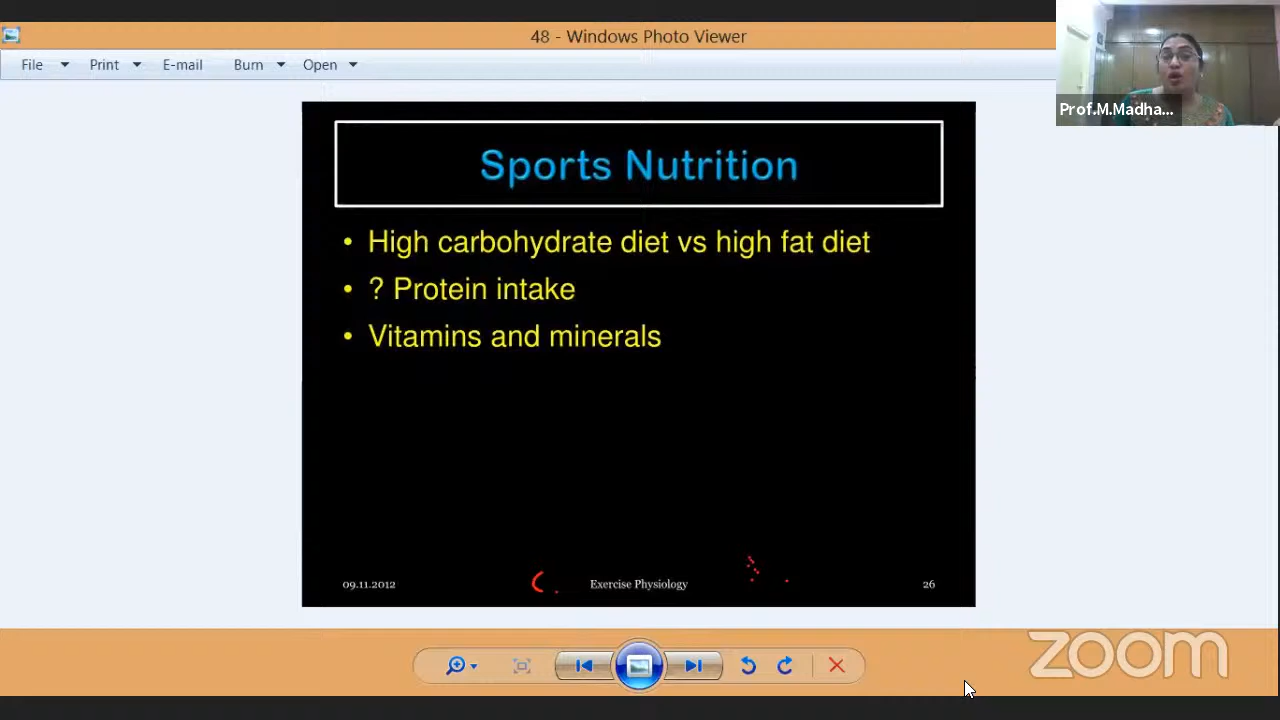 48 - Windows Photo Viewer
File Print E-mail Burn Open
Prof.M.Madha...
Sports Nutrition
• High carbohydrate diet vs high fat diet
• ? Protein intake
• Vitamins and minerals
09.11.2012 Exercise Physiology 26
zoom